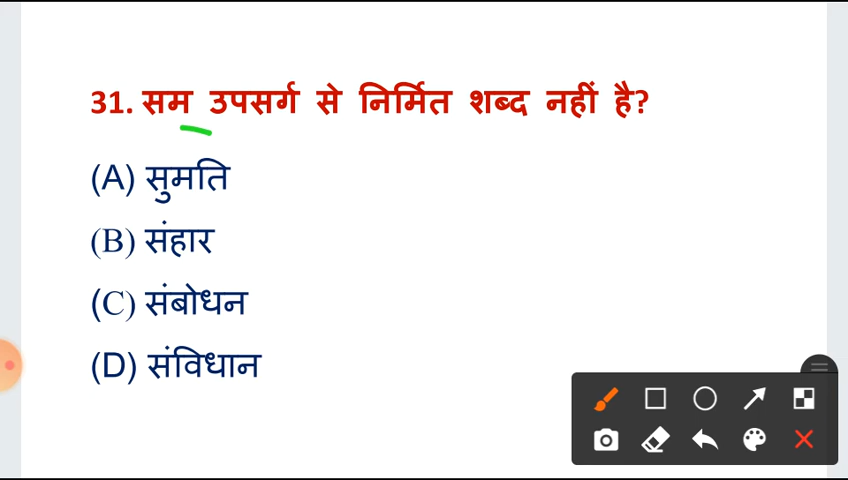 31. सम उपसर्ग से निर्मित शब्द नहीं है?
(A) सुमति
(B) संहार
(C) संबोधन
(D) संविधान